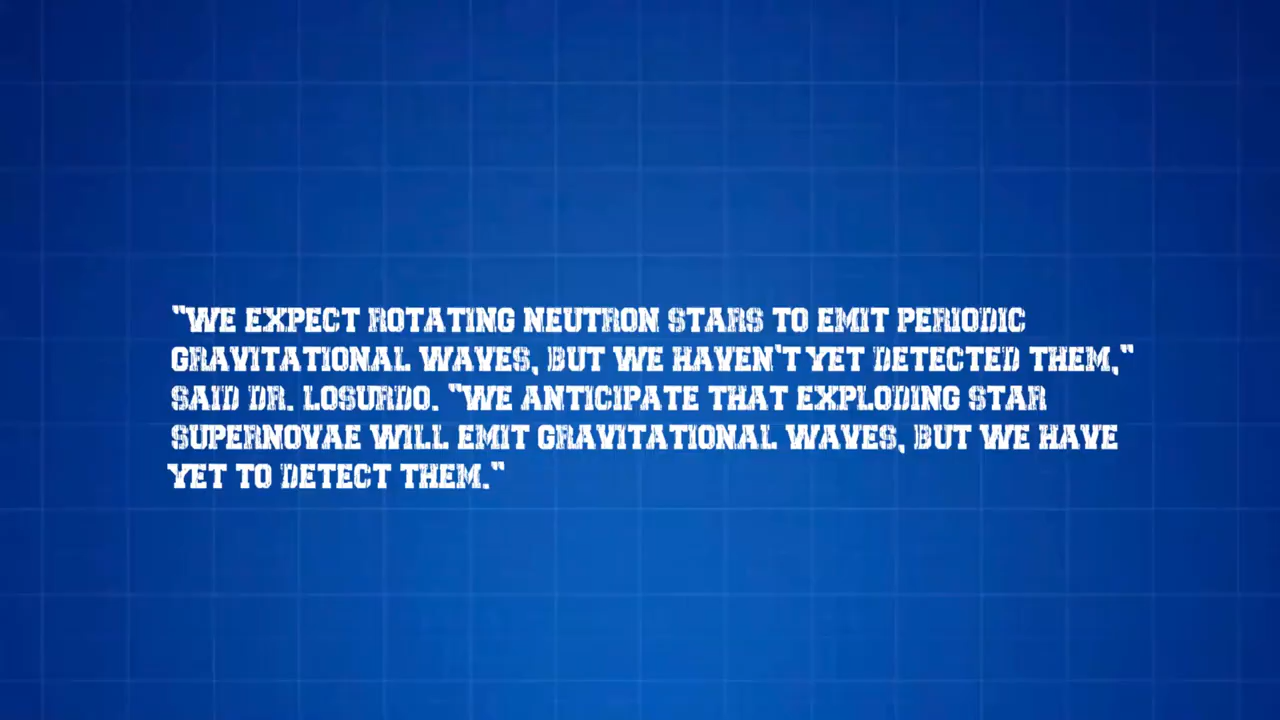 "WE EXPECT ROTATING NEUTRON STARS TO EMIT PERIODIC
GRAVITATIONAL WAVES, BUT WE HAVEN'T YET DETECTED THEM,"
SAID DR. LOSURDO. "WE ANTICIPATE THAT EXPLODING STAR
SUPERNOVAE WILL EMIT GRAVITATIONAL WAVES, BUT WE HAVE
YET TO DETECT THEM."